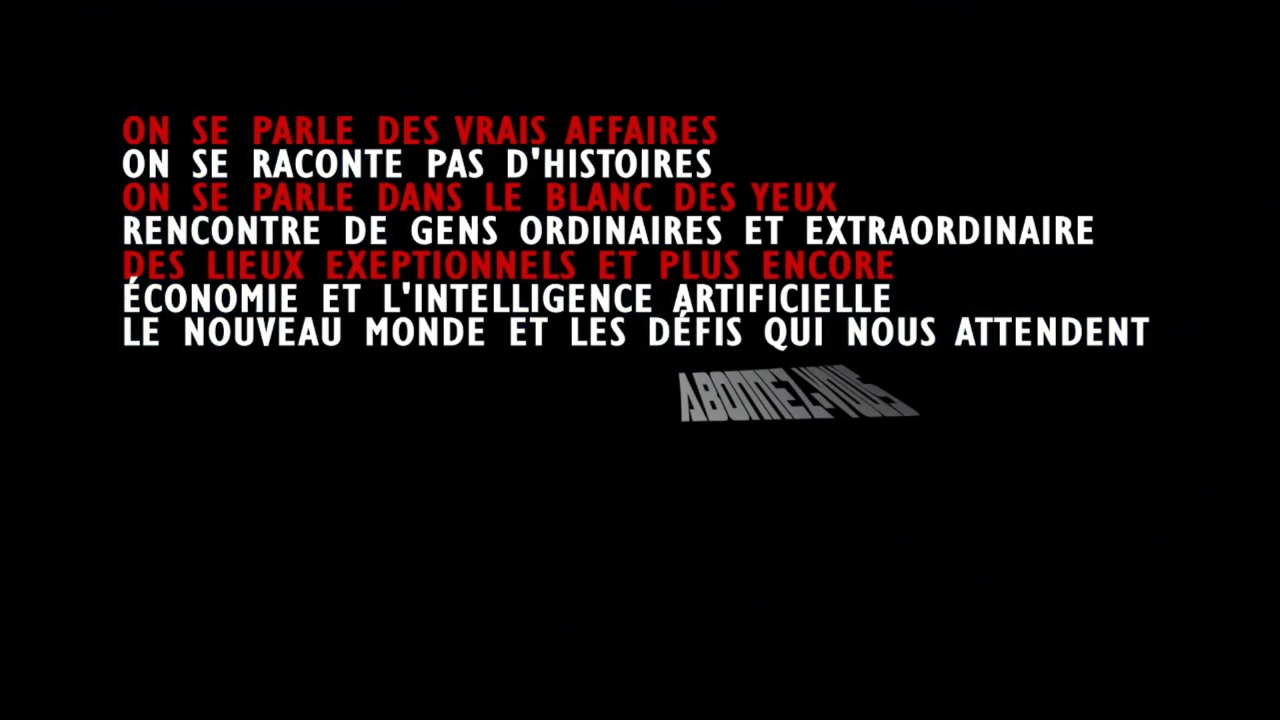 ON SE PARLE DES VRAIS AFFAIRES
ON SE RACONTE PAS D'HISTOIRES
ON SE PARLE DANS LE BLANC DES YEUX
RENCONTRE DE GENS ORDINAIRES ET EXTRAORDINAIRE
DES LIEUX EXEPTIONNELS ET PLUS ENCORE
ÉCONOMIE ET L'INTELLIGENCE ARTIFICIELLE
LE NOUVEAU MONDE ET LES DÉFIS QUI NOUS ATTENDENT
ABONNEZ-VOUS